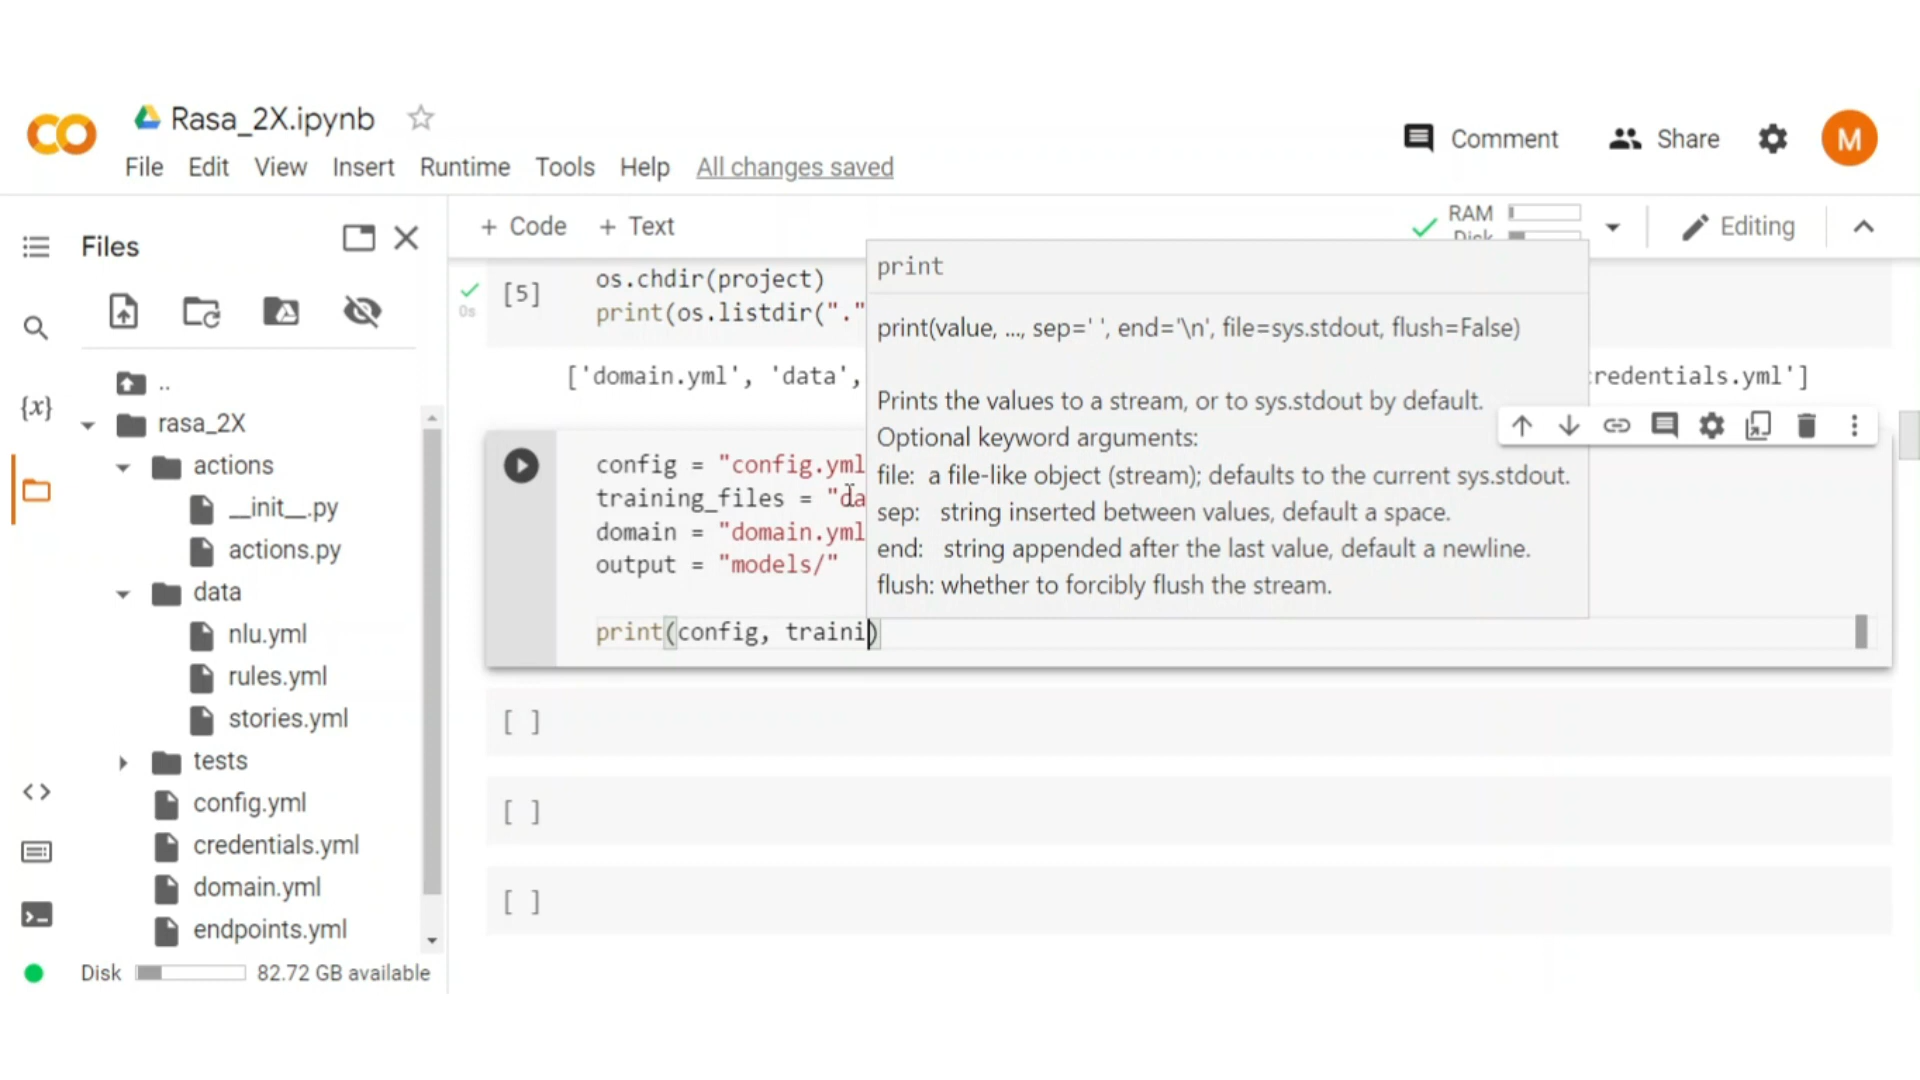 Rasa_2X.ipynb
File Edit View Insert Runtime Tools Help All changes saved
Comment Share M
Files
+ Code + Text
RAM
Disk
Editing
..
rasa_2X
actions
__init__.py
actions.py
data
nlu.yml
rules.yml
stories.yml
tests
config.yml
credentials.yml
domain.yml
endpoints.yml
Disk 82.72 GB available
{x}
[5]
0s
os.chdir(project)
print(os.listdir("."
['domain.yml', 'data', redentials.yml']
config = "config.yml
training_files = "da
domain = "domain.yml
output = "models/"
print(config, traini)
print
print(value, ..., sep=' ', end='\n', file=sys.stdout, flush=False)
Prints the values to a stream, or to sys.stdout by default.
Optional keyword arguments:
file: a file-like object (stream); defaults to the current sys.stdout.
sep: string inserted between values, default a space.
end: string appended after the last value, default a newline.
flush: whether to forcibly flush the stream.
[ ]
[ ]
[ ]